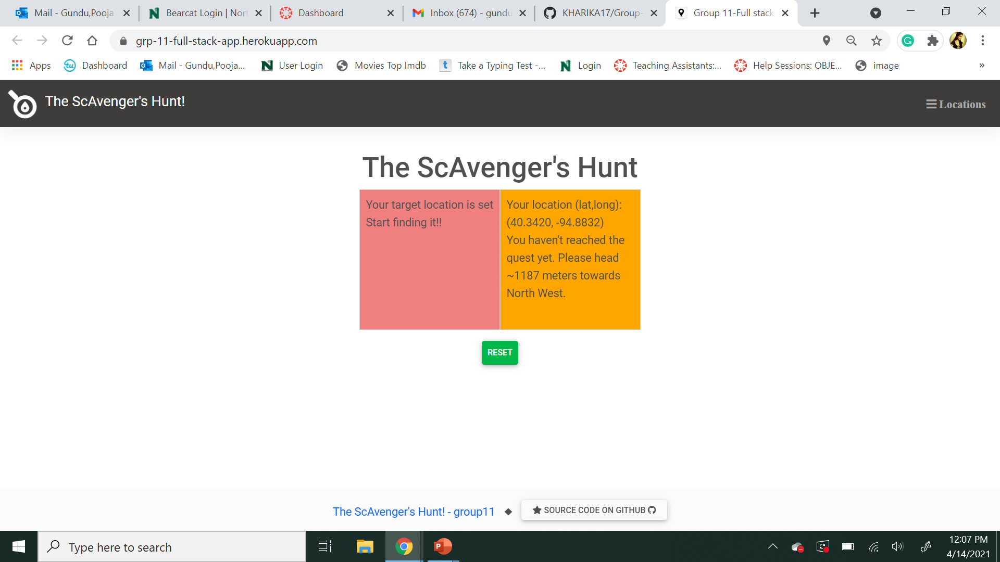 Mail - Gundu,Pooja
Bearcat Login | Nort
Dashboard
Inbox (674) - gundu
KHARIKA17/Group-
Group 11-Full stack
grp-11-full-stack-app.herokuapp.com
Apps
Dashboard
Mail - Gundu,Pooja...
User Login
Movies Top Imdb
Take a Typing Test -...
Login
Teaching Assistants:...
Help Sessions: OBJE...
image
»
The ScAvenger's Hunt!
Locations
The ScAvenger's Hunt
Your target location is set
Start finding it!!
Your location (lat,long):
(40.3420, -94.8832)
You haven't reached the
quest yet. Please head
~1187 meters towards
North West.
RESET
The ScAvenger's Hunt! - group11
SOURCE CODE ON GITHUB
Type here to search
12:07 PM
4/14/2021